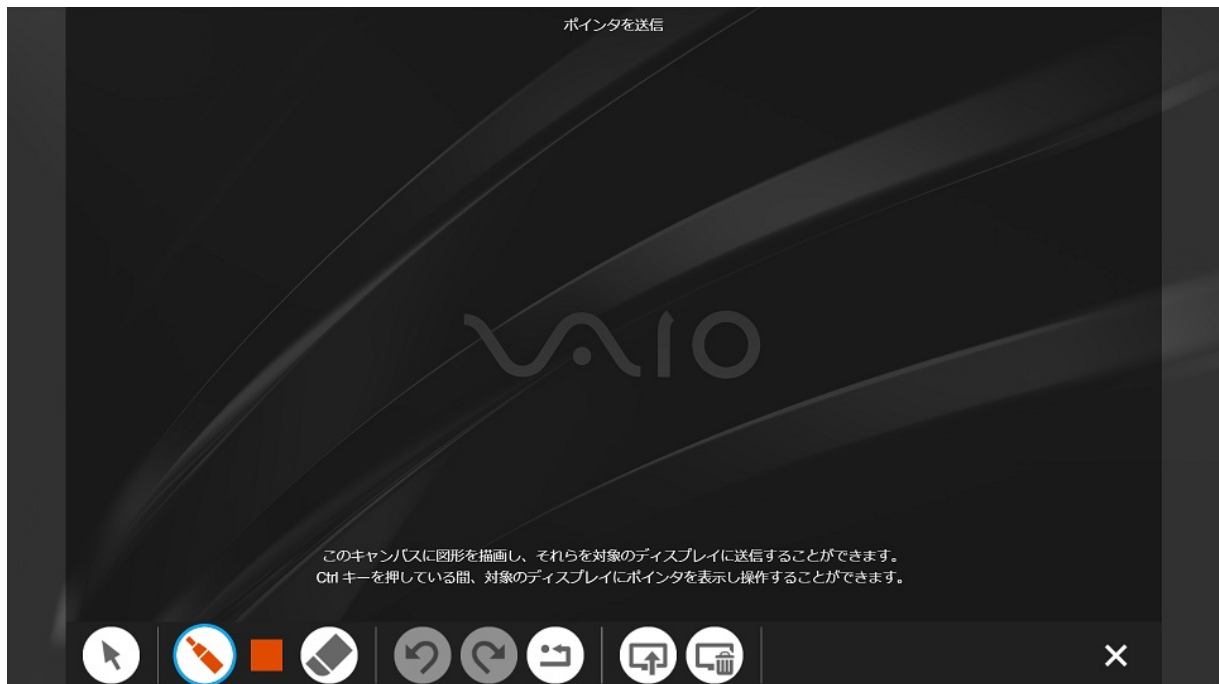 ポインタを送信
VAIO
このキャンバスに図形を描画し、それらを対象のディスプレイに送信することができます。
Ctrl キーを押している間、対象のディスプレイにポインタを表示し操作することができます。